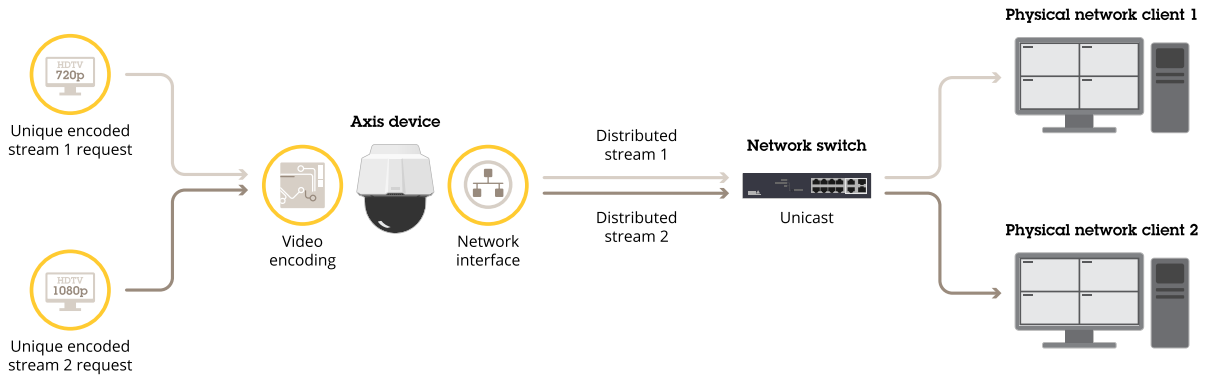 HDTV
720p
Unique encoded
stream 1 request
HDTV
1080p
Unique encoded
stream 2 request
Axis device
Video
encoding
Network
interface
Distributed
stream 1
Distributed
stream 2
Network switch
Unicast
Physical network client 1
Physical network client 2